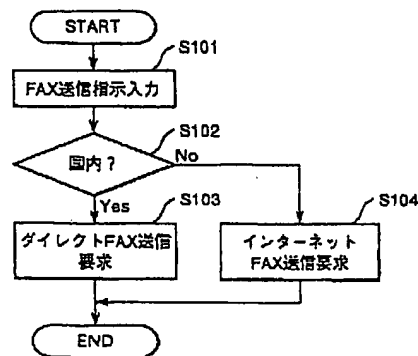 START
S101
FAX送信指示入力
S102
国内？
No
Yes
S103
S104
ダイレクトFAX送信
要求
インターネット
FAX送信要求
END